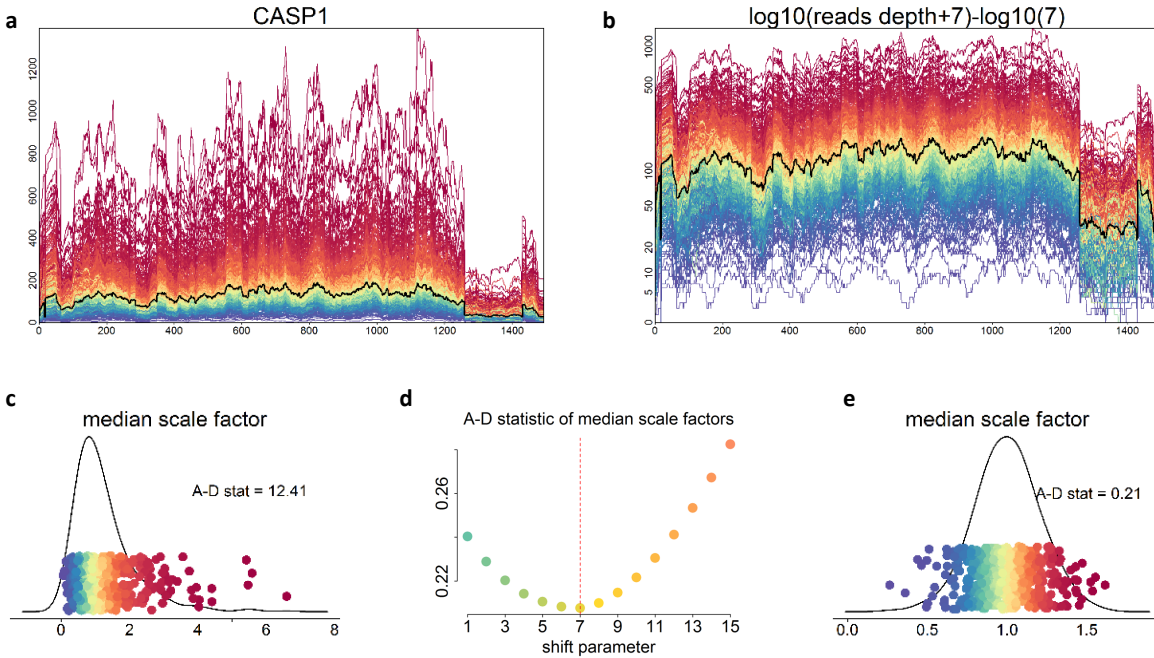 a
CASP1
0 200 400 600 800 1000 1200
0 200 400 600 800 1000 1200 1400
b
log10(reads depth+7)-log10(7)
0 5 10 20 50 100 500 1000
0 200 400 600 800 1000 1200 1400
c
median scale factor
A-D stat = 12.41
0 2 4 6 8
d
A-D statistic of median scale factors
0.22 0.26
1 3 5 7 9 11 13 15
shift parameter
e
median scale factor
A-D stat = 0.21
0.0 0.5 1.0 1.5